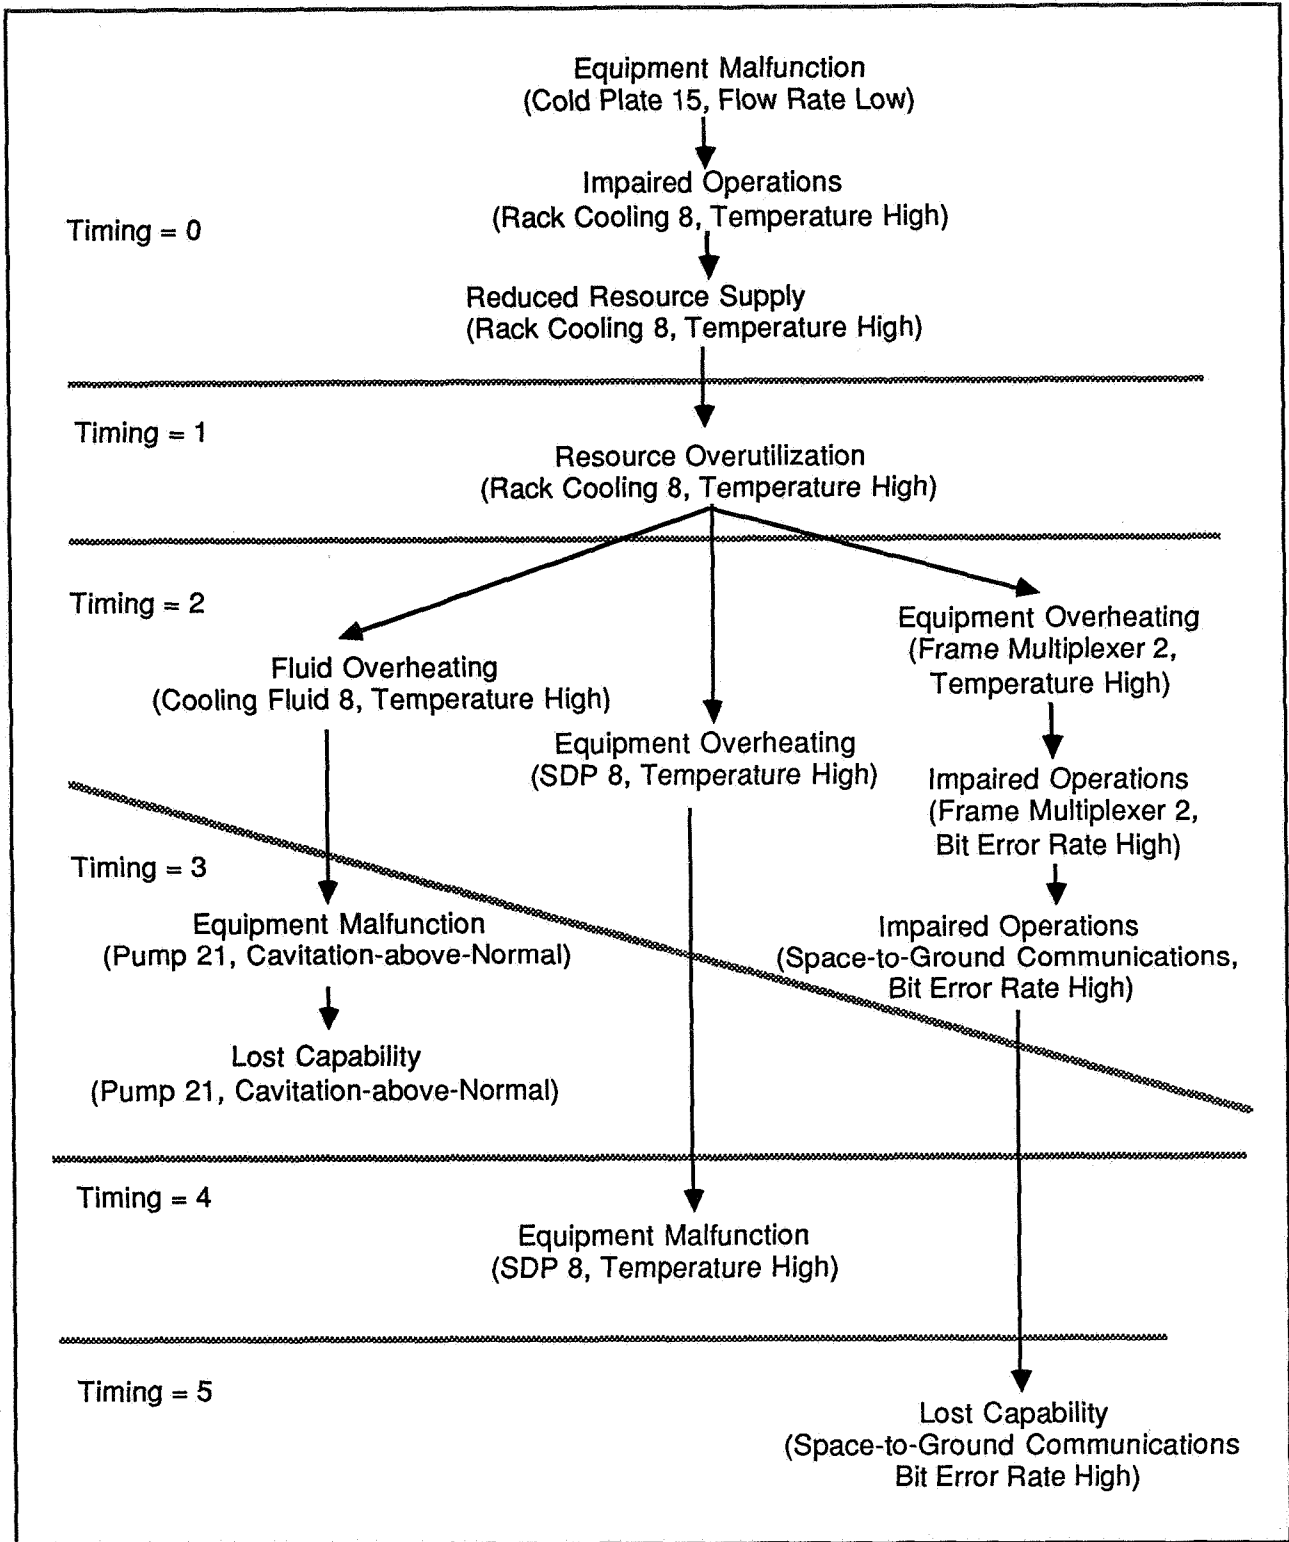 Equipment Malfunction
(Cold Plate 15, Flow Rate Low)
Impaired Operations
(Rack Cooling 8, Temperature High)
Timing = 0
Reduced Resource Supply
(Rack Cooling 8, Temperature High)
Timing = 1
Resource Overutilization
(Rack Cooling 8, Temperature High)
Timing = 2
Equipment Overheating
(Frame Multiplexer 2,
Temperature High)
Fluid Overheating
(Cooling Fluid 8, Temperature High)
Equipment Overheating
(SDP 8, Temperature High)
Impaired Operations
(Frame Multiplexer 2,
Bit Error Rate High)
Timing = 3
Equipment Malfunction
(Pump 21, Cavitation-above-Normal)
Impaired Operations
(Space-to-Ground Communications,
Bit Error Rate High)
Lost Capability
(Pump 21, Cavitation-above-Normal)
Timing = 4
Equipment Malfunction
(SDP 8, Temperature High)
Timing = 5
Lost Capability
(Space-to-Ground Communications
Bit Error Rate High)